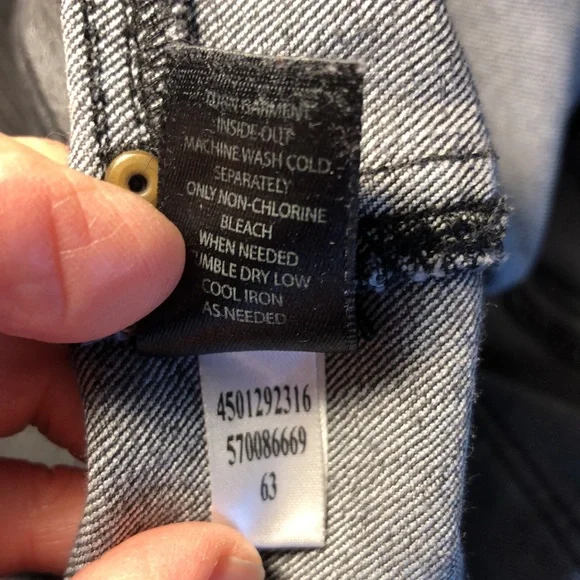 TURN GARMENT
INSIDE OUT
MACHINE WASH COLD
SEPARATELY
ONLY NON-CHLORINE
BLEACH
WHEN NEEDED
UMBLE DRY LOW
COOL IRON
AS NEEDED
4501292316
570086669
63